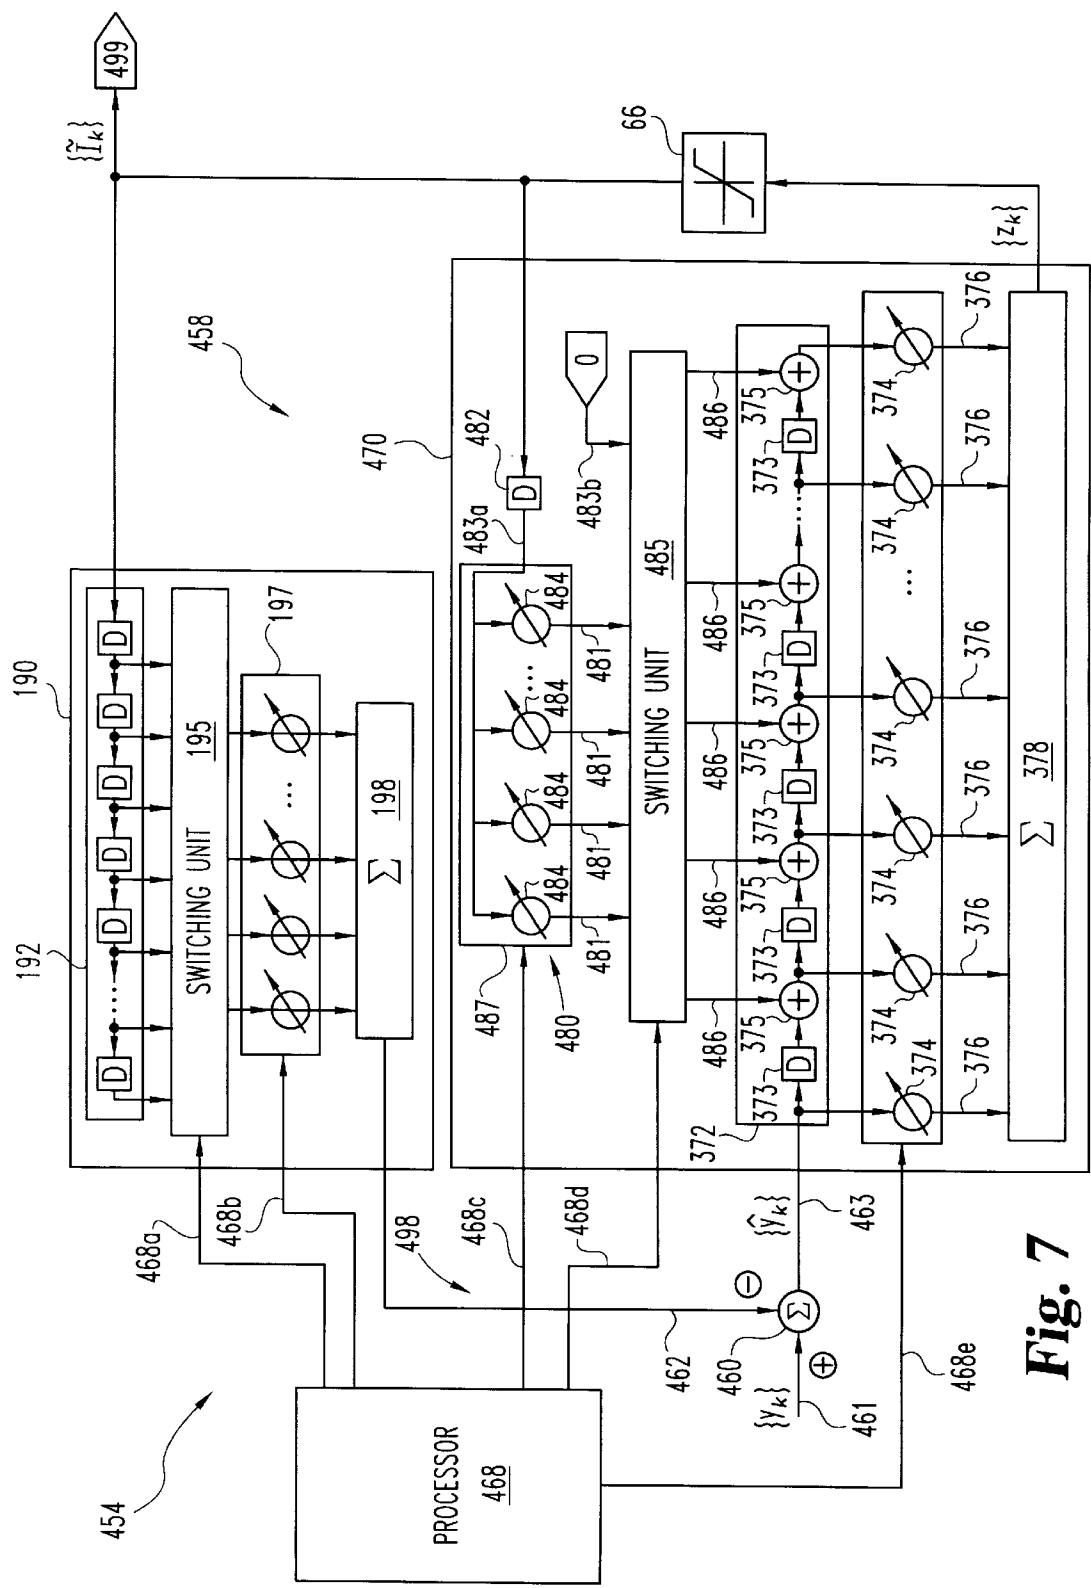 454
PROCESSOR
468
468a
468b
498
468c
468d
462
460
{yₖ}
461
{ŷₖ}
463
468e
190
192
D
D
D
D
D
D
SWITCHING UNIT
195
197
...
Σ
198
458
470
499
{Ĩₖ}
66
{zₖ}
482
D
483a
483b
0
487
480
484
484
484
484
...
481
481
481
481
SWITCHING UNIT
485
486
486
486
486
486
372
373
373
373
373
373
D
D
D
D
D
375
375
375
375
375
+
+
+
+
+
374
374
374
374
374
374
...
376
376
376
376
376
376
Σ
378
Σ
+
−
Fig. 7